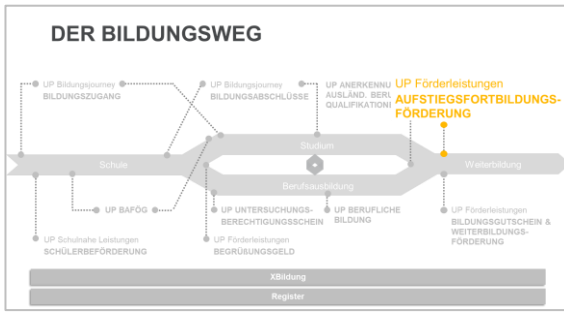 DER BILDUNGSWEG
UP Bildungsjourney
BILDUNGSZUGANG
UP Bildungsjourney
BILDUNGSABSCHLÜSSE
UP ANERKENNU
AUSLÄND. BERU
QUALIFIKATIONE
UP Förderleistungen
AUFSTIEGSFORTBILDUNGS-
FÖRDERUNG
Studium
Schule
Weiterbildung
Berufsausbildung
UP BAFÖG
UP UNTERSUCHUNGS-
BERECHTIGUNGSSCHEIN
UP BERUFLICHE
BILDUNG
UP Förderleistungen
BILDUNGSGUTSCHEIN &
WEITERBILDUNGS-
FÖRDERUNG
UP Schulnahe Leistungen
SCHÜLERBEFÖRDERUNG
UP Förderleistungen
BEGRÜßUNGSGELD
XBildung
Register